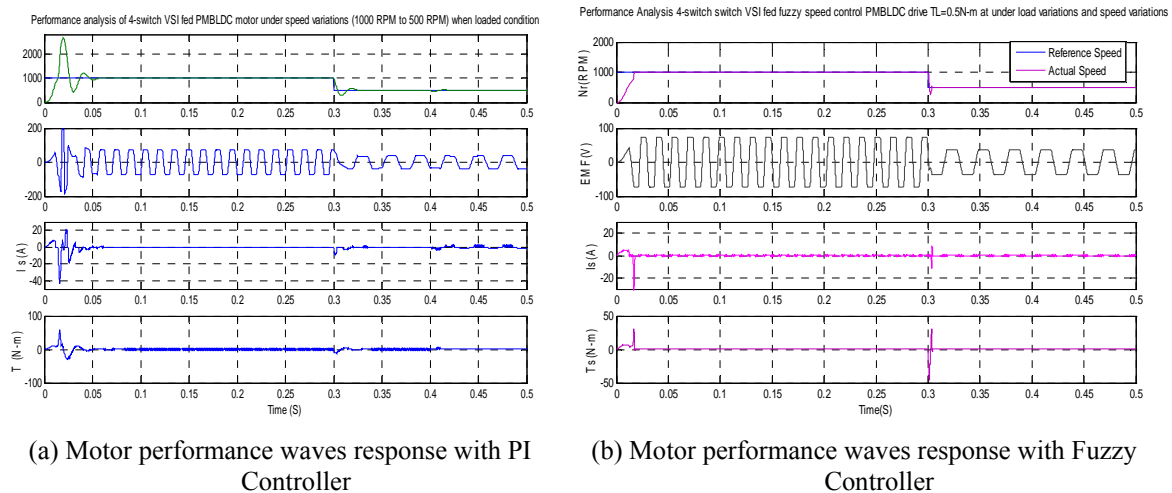 Performance analysis of 4-switch VSI fed PMBLDC motor under speed variations (1000 RPM to 500 RPM) when loaded condition
2000
1000
0
0 0.05 0.1 0.15 0.2 0.25 0.3 0.35 0.4 0.45 0.5
200
0
-200
0 0.05 0.1 0.15 0.2 0.25 0.3 0.35 0.4 0.45 0.5
I s (A)
20
0
-20
-40
0 0.05 0.1 0.15 0.2 0.25 0.3 0.35 0.4 0.45 0.5
T (N-m)
100
0
-100
0 0.05 0.1 0.15 0.2 0.25 0.3 0.35 0.4 0.45 0.5
Time (S)
(a) Motor performance waves response with PI
Controller
Performance Analysis 4-switch switch VSI fed fuzzy speed control PMBLDC drive TL=0.5N-m at under load variations and speed variations
Nr(RPM)
2000
1000
0
Reference Speed
Actual Speed
0 0.05 0.1 0.15 0.2 0.25 0.3 0.35 0.4 0.45 0.5
EMF(V)
100
0
-100
0 0.05 0.1 0.15 0.2 0.25 0.3 0.35 0.4 0.45 0.5
Is(A)
20
0
-20
0 0.05 0.1 0.15 0.2 0.25 0.3 0.35 0.4 0.45 0.5
Ts(N-m)
50
0
-50
0 0.05 0.1 0.15 0.2 0.25 0.3 0.35 0.4 0.45 0.5
Time(S)
(b) Motor performance waves response with Fuzzy
Controller